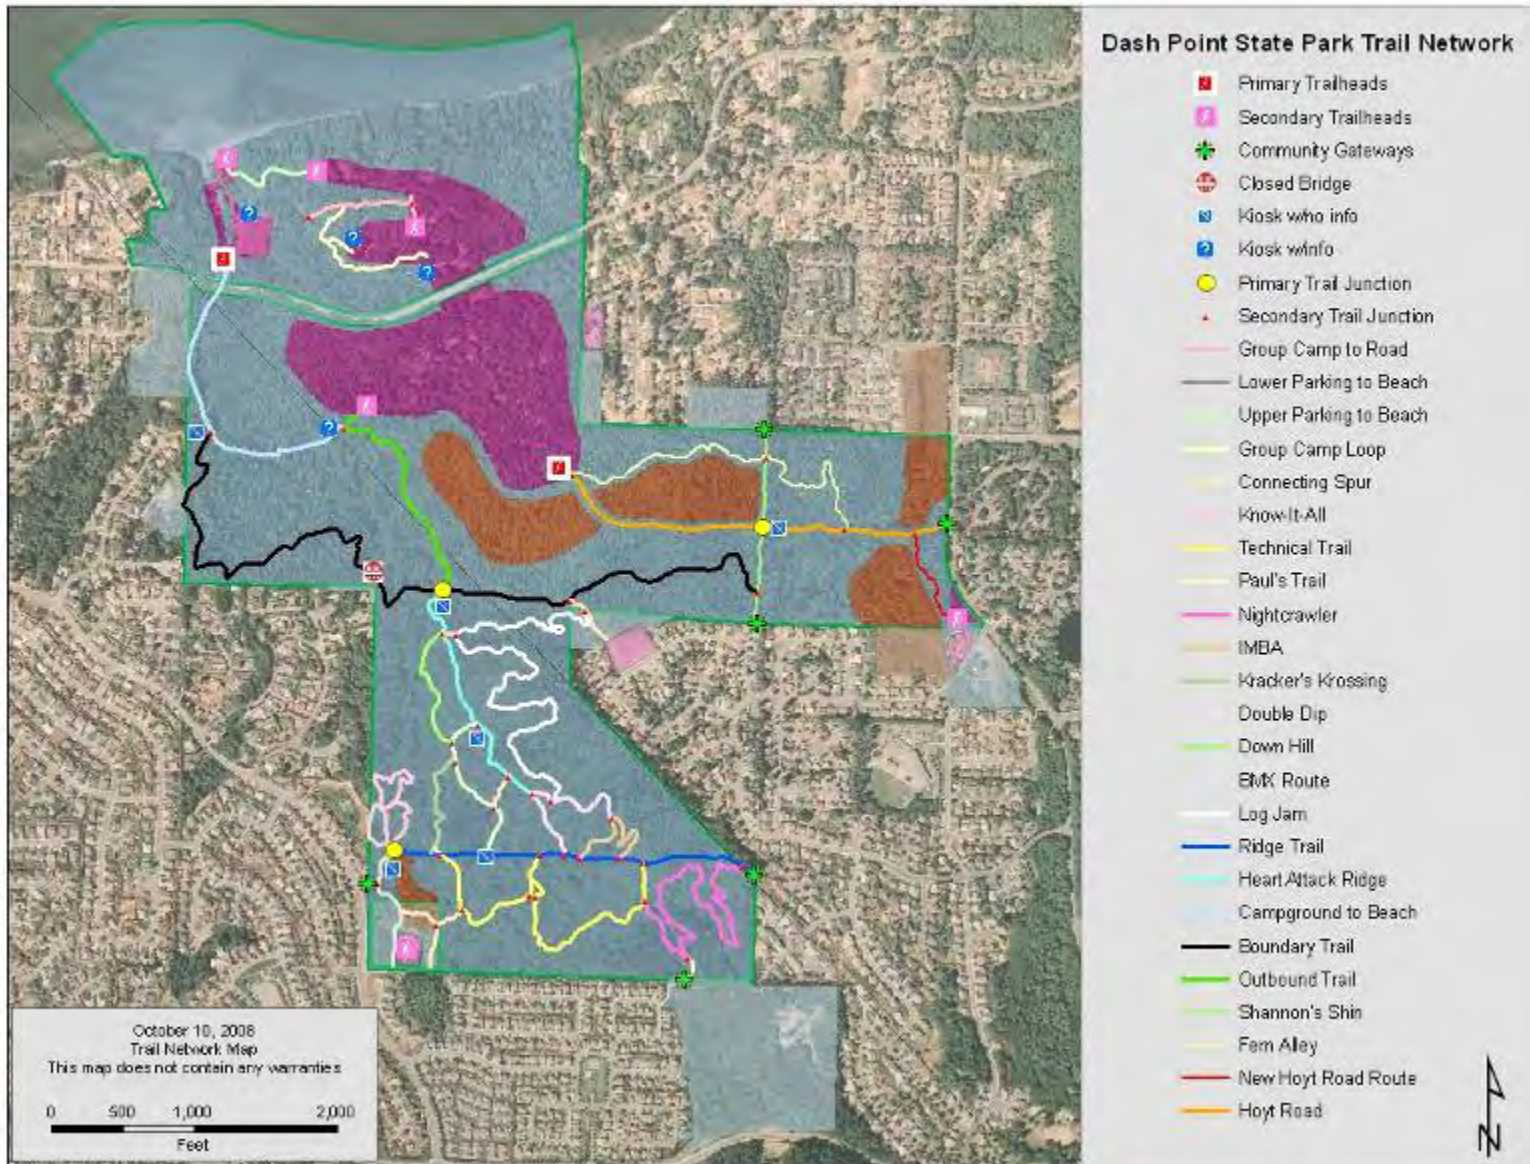 Dash Point State Park Trail Network
Primary Trailheads
Secondary Trailheads
Community Gateways
Closed Bridge
Kiosk w/no info
Kiosk w/info
Primary Trail Junction
Secondary Trail Junction
Group Camp to Road
Lower Parking to Beach
Upper Parking to Beach
Group Camp Loop
Connecting Spur
Know-It-All
Technical Trail
Paul's Trail
Nightcrawler
IMBA
Kracker's Krossing
Double Dip
Down Hill
BMX Route
Log Jam
Ridge Trail
Heart Attack Ridge
Campground to Beach
Boundary Trail
Outbound Trail
Shannon's Shin
Fern Alley
New Hoyt Road Route
Hoyt Road
October 10, 2008
Trail Network Map
This map does not contain any warranties
0 500 1,000 2,000
Feet
N